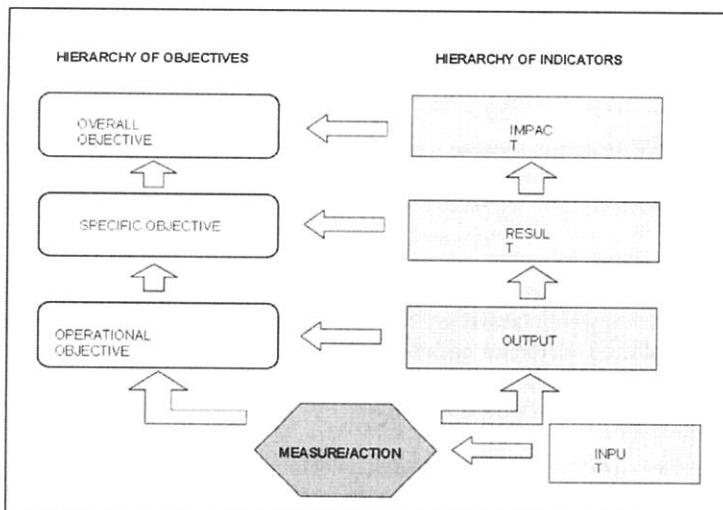 HIERARCHY OF OBJECTIVES
HIERARCHY OF INDICATORS
OVERALL
OBJECTIVE
IMPAC
T
SPECIFIC OBJECTIVE
RESUL
T
OPERATIONAL
OBJECTIVE
OUTPUT
MEASURE/ACTION
INPU
T